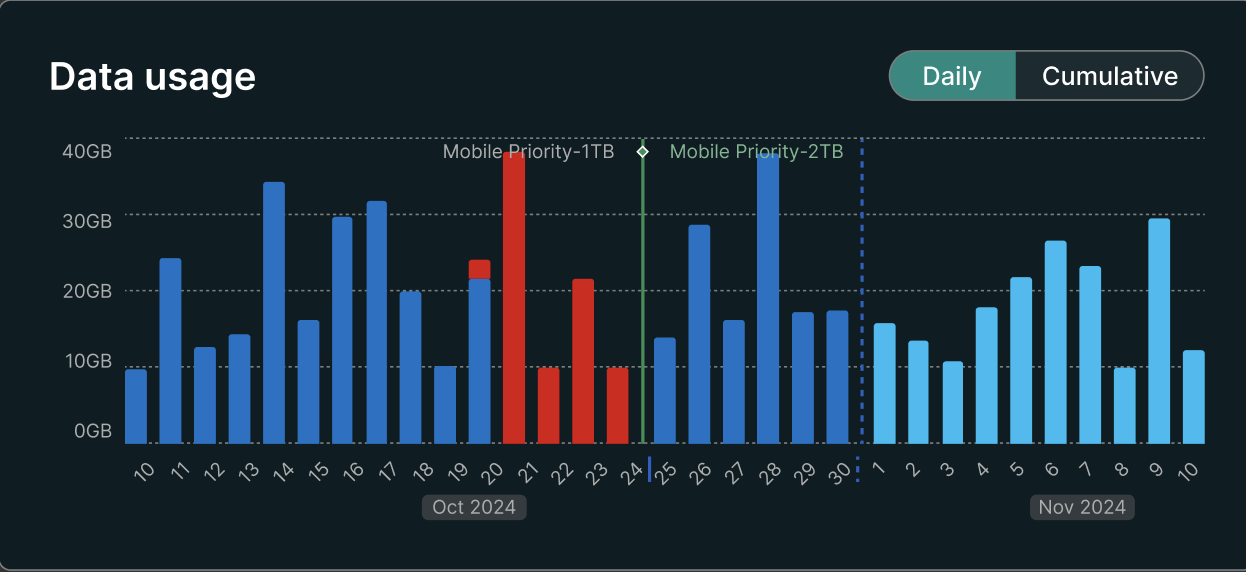 Data usage
Daily Cumulative
Mobile Priority-1TB Mobile Priority-2TB
40GB
30GB
20GB
10GB
0GB
10 11 12 13 14 15 16 17 18 19 20 21 22 23 24 25 26 27 28 29 30 1 2 3 4 5 6 7 8 9 10
Oct 2024 Nov 2024